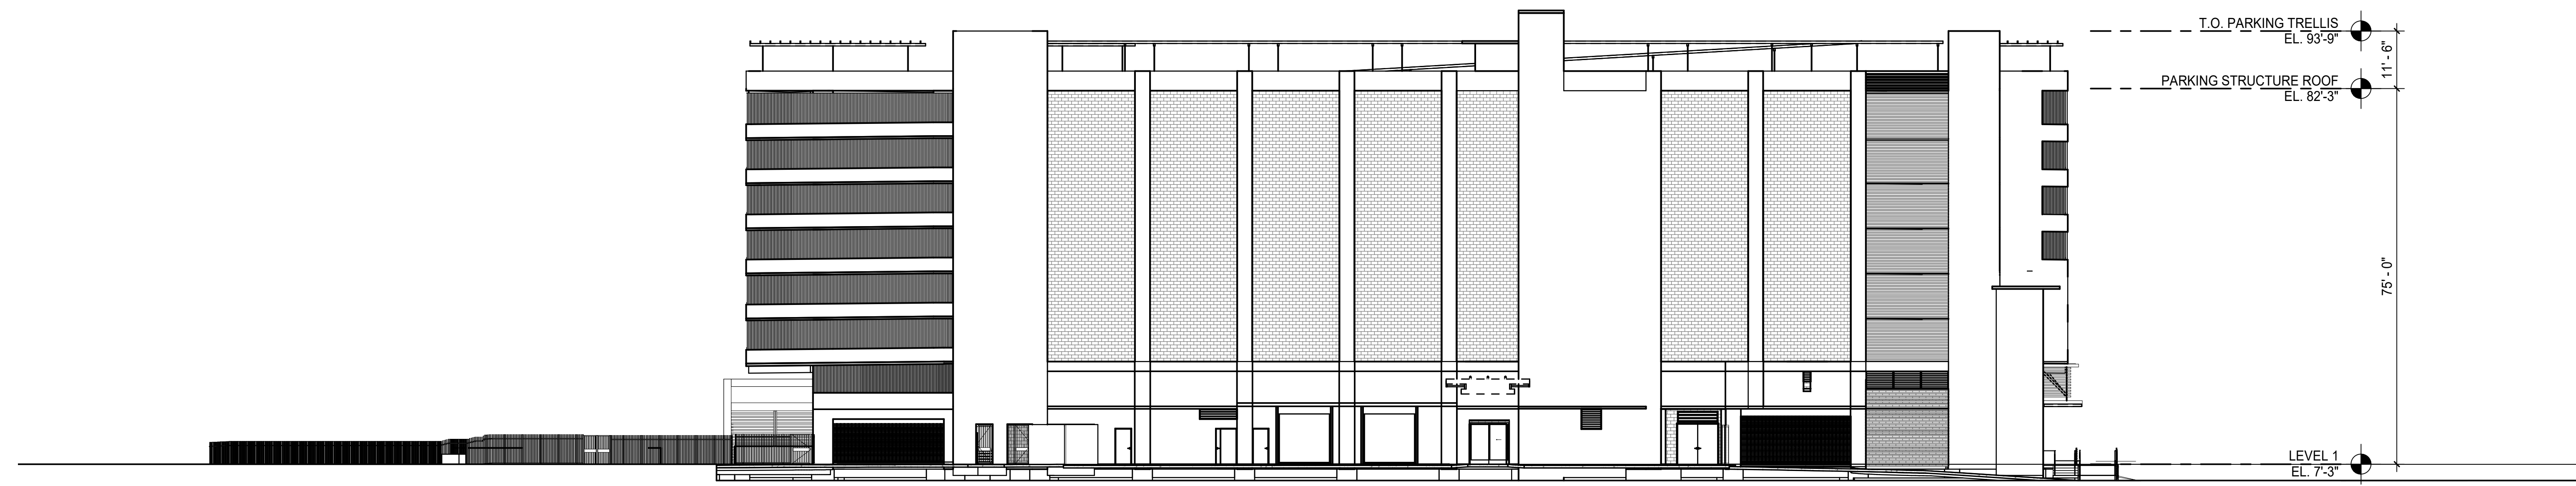 T.O. PARKING TRELLIS
EL. 93'-9"
11' - 6"
PARKING STRUCTURE ROOF
EL. 82'-3"
75' - 0"
LEVEL 1
EL. 7'-3"